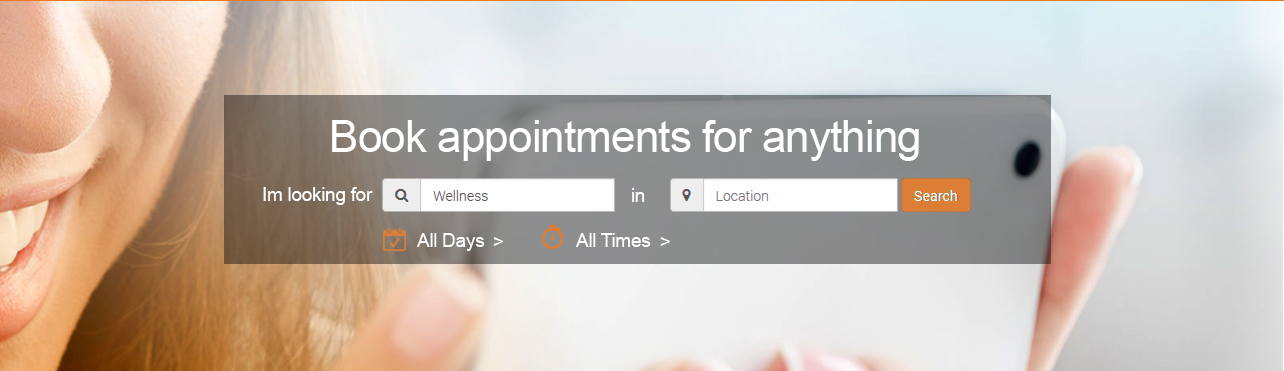 Book appointments for anything
Im looking for Wellness in Location Search
All Days > All Times >